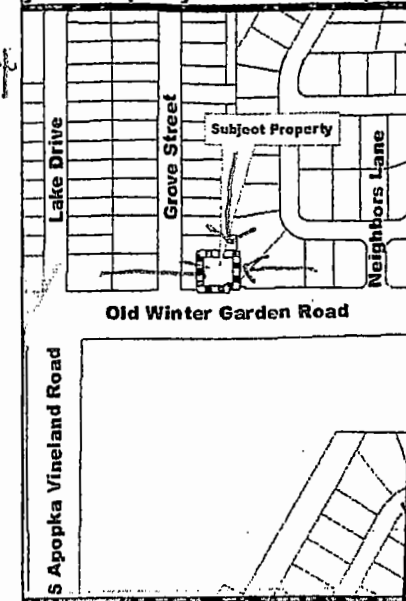 Lake Drive
Grove Street
Subject Property
Neighbors Lane
Old Winter Garden Road
S Apopka Vineland Road